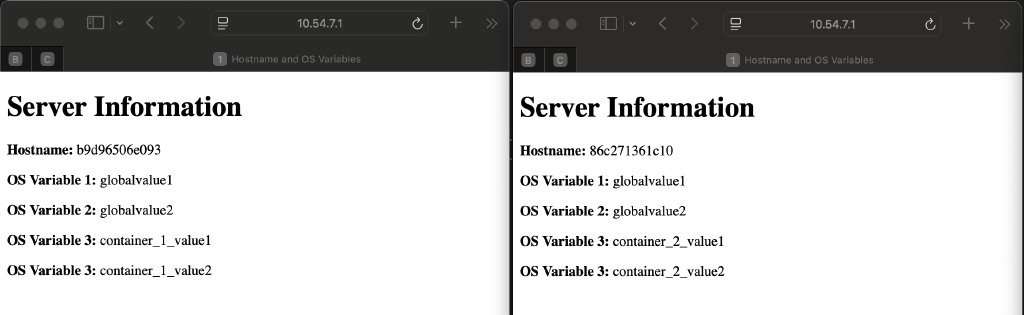 10.54.7.1
B C 1 Hostname and OS Variables
Server Information
Hostname: b9d96506e093
OS Variable 1: globalvalue1
OS Variable 2: globalvalue2
OS Variable 3: container_1_value1
OS Variable 3: container_1_value2
10.54.7.1
B C 1 Hostname and OS Variables
Server Information
Hostname: 86c271361c10
OS Variable 1: globalvalue1
OS Variable 2: globalvalue2
OS Variable 3: container_2_value1
OS Variable 3: container_2_value2